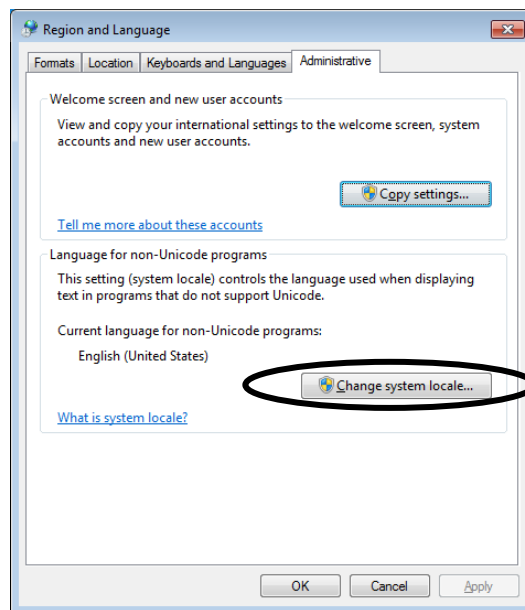 Region and Language
Formats Location Keyboards and Languages Administrative
Welcome screen and new user accounts
View and copy your international settings to the welcome screen, system
accounts and new user accounts.
Copy settings...
Tell me more about these accounts
Language for non-Unicode programs
This setting (system locale) controls the language used when displaying
text in programs that do not support Unicode.
Current language for non-Unicode programs:
English (United States)
Change system locale...
What is system locale?
OK Cancel Apply